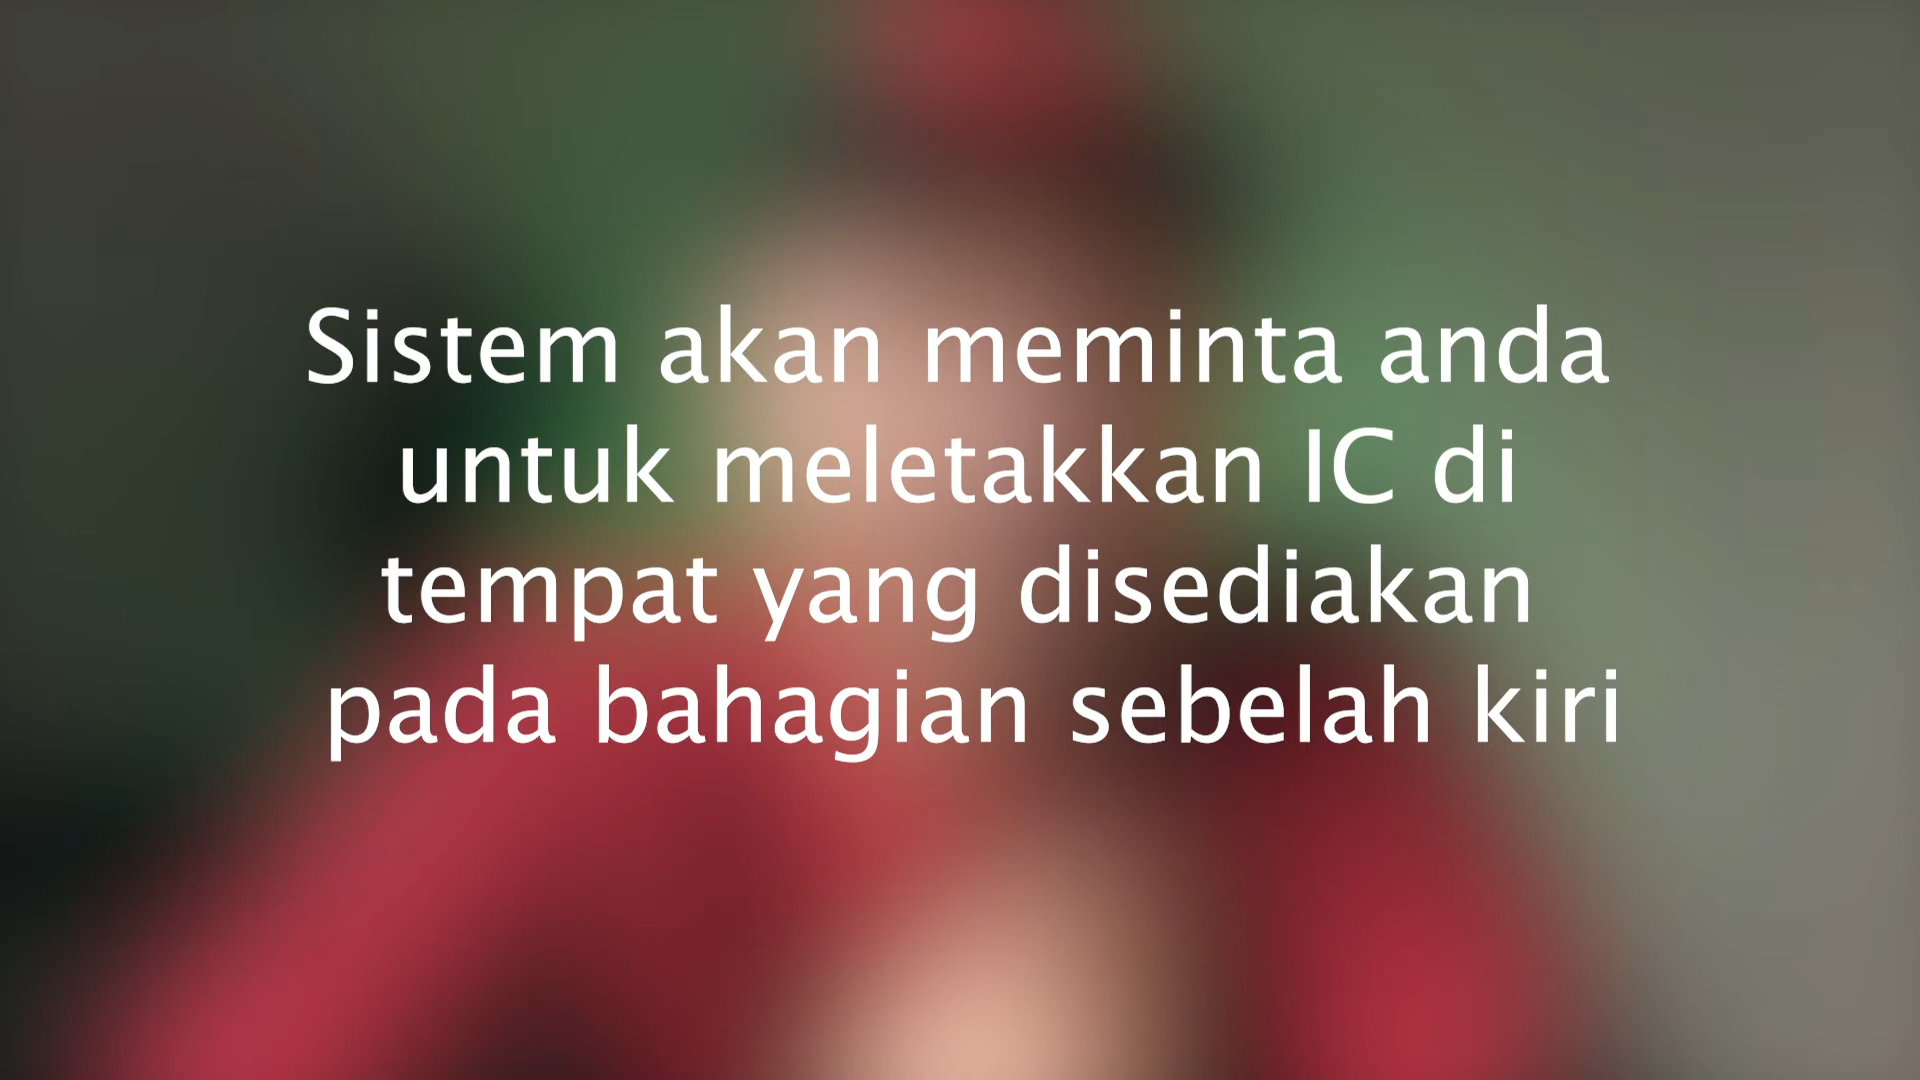 Sistem akan meminta anda
untuk meletakkan IC di
tempat yang disediakan
pada bahagian sebelah kiri